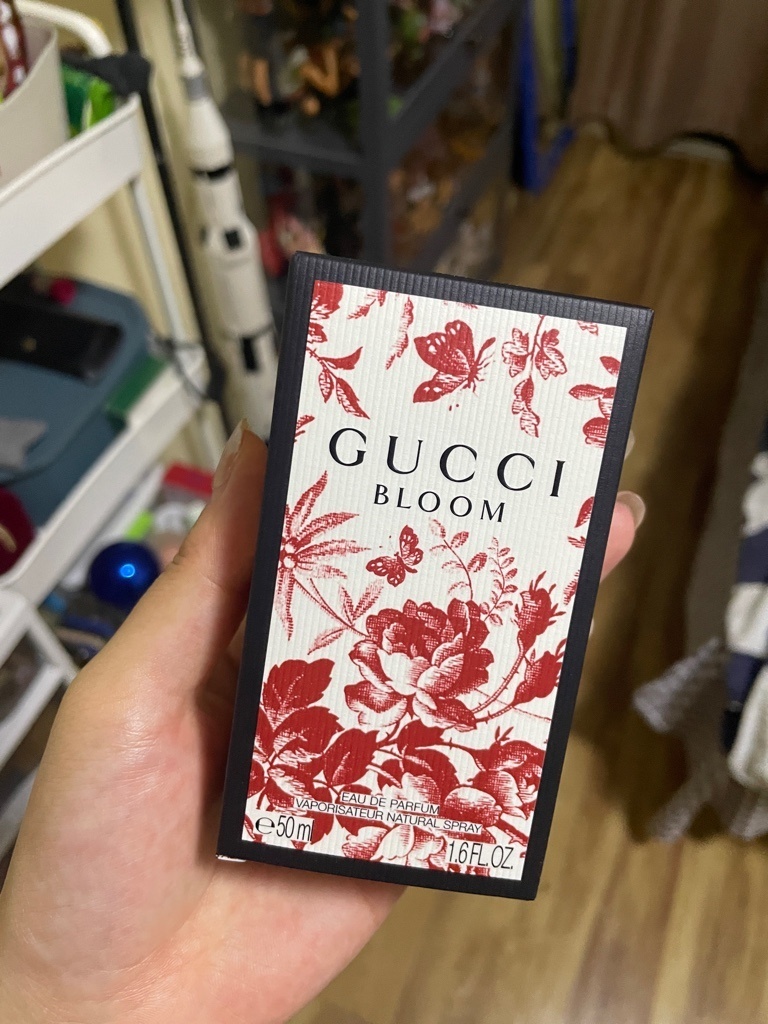 GUCCI
BLOOM
EAU DE PARFUM
VAPORISATEUR NATURAL SPRAY
℮50 ml
1.6 FL. OZ.